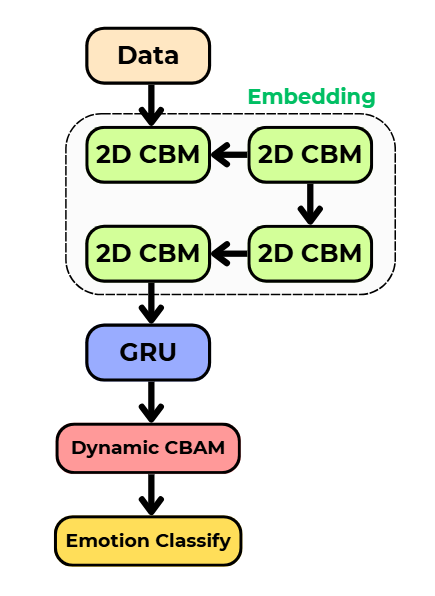 Data
Embedding
2D CBM
2D CBM
2D CBM
2D CBM
GRU
Dynamic CBAM
Emotion Classify